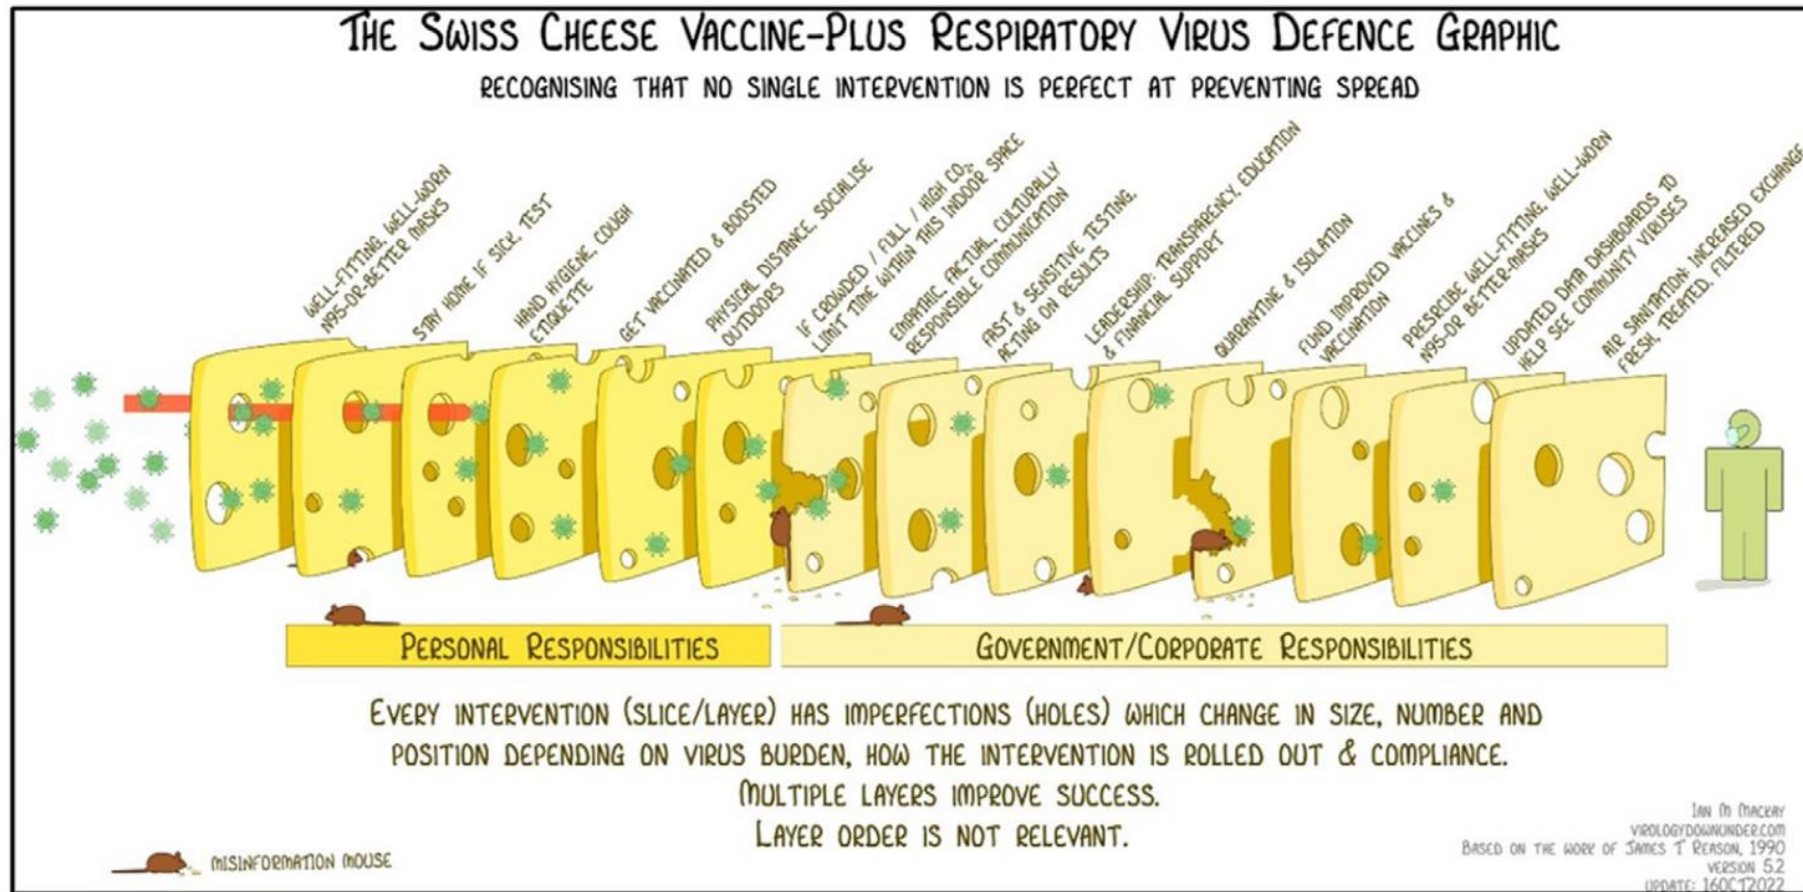 THE SWISS CHEESE VACCINE-PLUS RESPIRATORY VIRUS DEFENCE GRAPHIC
RECOGNISING THAT NO SINGLE INTERVENTION IS PERFECT AT PREVENTING SPREAD
WELL-FITTING, WELL-WORN
N95-OR-BETTER MASKS
STAY HOME IF SICK, TEST
HAND HYGIENE, COUGH
ETIQUETTE
GET VACCINATED & BOOSTED
PHYSICAL DISTANCE, SOCIALISE
OUTDOORS
IF CROWDED / FULL / HIGH CO₂,
LIMIT TIME WITHIN THIS INDOOR SPACE
EMPATHIC, FACTUAL, CULTURALLY
RESPONSIBLE COMMUNICATION
FAST & SENSITIVE TESTING,
ACTING ON RESULTS
LEADERSHIP: TRANSPARENCY, EDUCATION
& FINANCIAL SUPPORT
QUARANTINE & ISOLATION
FUND IMPROVED VACCINES &
VACCINATION
PRESRCIBE WELL-FITTING, WELL-WORN
N95-OR BETTER-MASKS
UPDATED DATA DASHBOARDS TO
HELP SEE COMMUNITY VIRUSES
AIR SANITATION: INCREASED EXCHANGE,
FRESH, TREATED, FILTERED
PERSONAL RESPONSIBILITIES
GOVERNMENT/CORPORATE RESPONSIBILITIES
EVERY INTERVENTION (SLICE/LAYER) HAS IMPERFECTIONS (HOLES) WHICH CHANGE IN SIZE, NUMBER AND
POSITION DEPENDING ON VIRUS BURDEN, HOW THE INTERVENTION IS ROLLED OUT & COMPLIANCE.
MULTIPLE LAYERS IMPROVE SUCCESS.
LAYER ORDER IS NOT RELEVANT.
MISINFORMATION MOUSE
IAN M MACKAY
VIROLOGYDOWNUNDER.COM
BASED ON THE WORK OF JAMES T REASON, 1990
VERSION 5.2
UPDATE: 16OCT2022